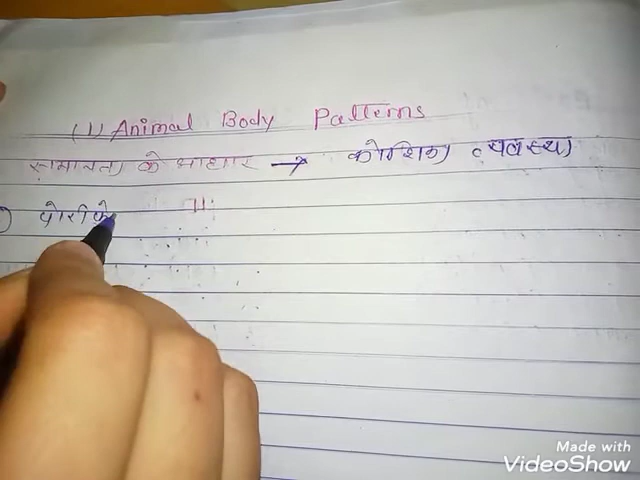 (1) Animal Body Patterns
समानता के आधार → कोशिका व्यवस्था
पोरीफे
Made with
VideoShow